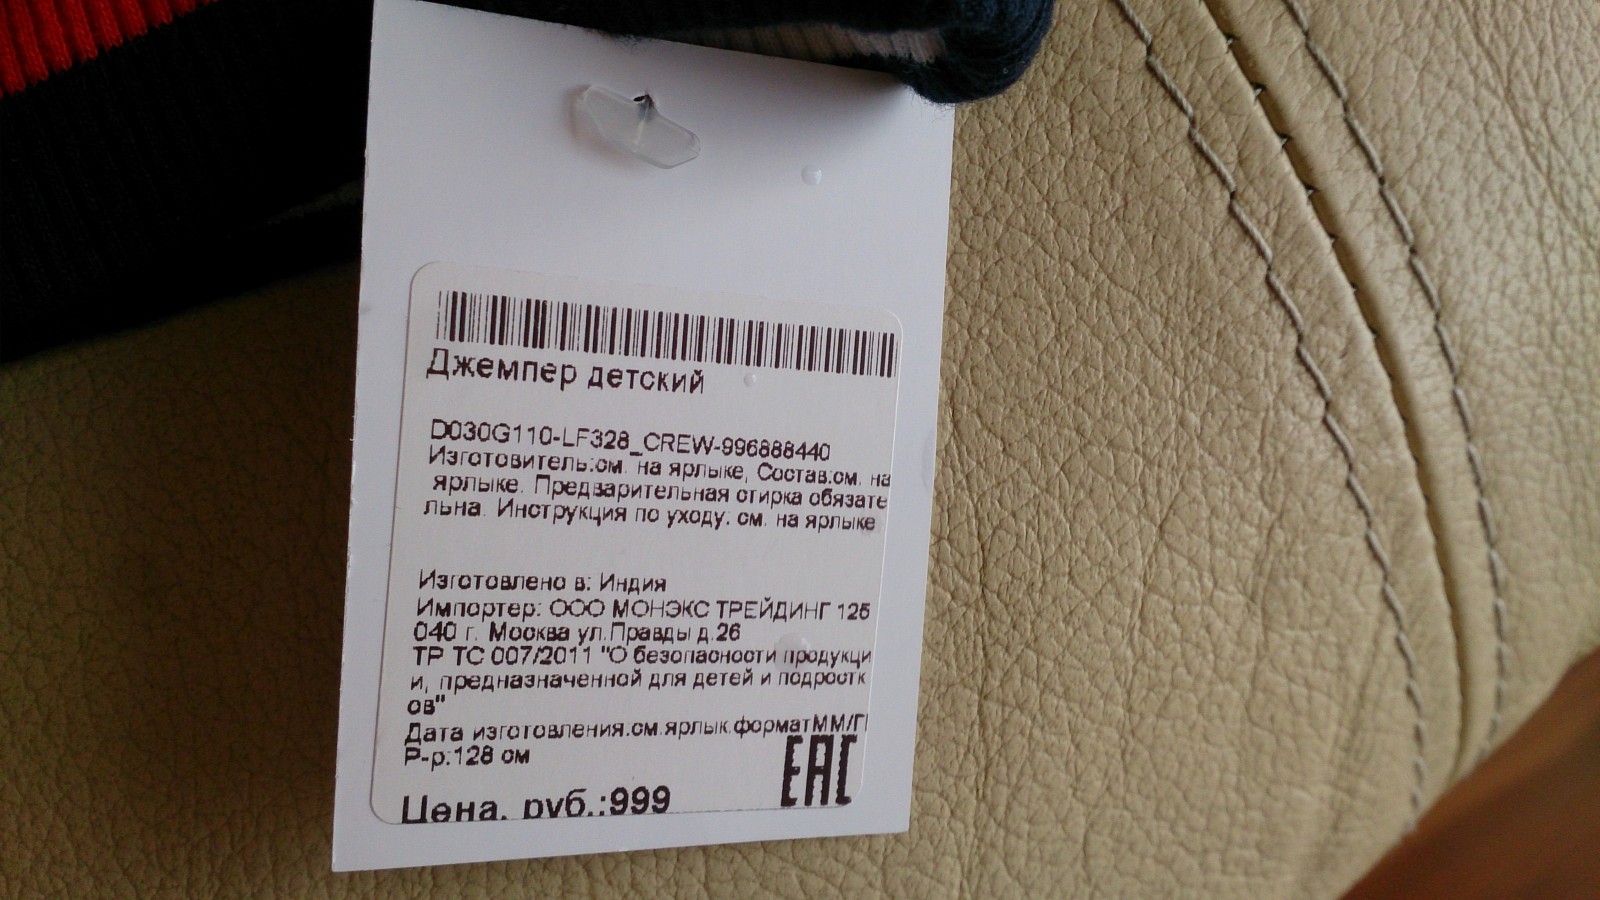 Джемпер детский
D030G110-LF328_CREW-996888440
Изготовитель:см. на ярлыке, Состав:см. на
ярлыке. Предварительная стирка обязате
льна. Инструкция по уходу: см. на ярлыке
Изготовлено в: Индия
Импортер: ООО МОНЭКС ТРЕЙДИНГ 125
040 г. Москва ул.Правды д.26
ТР ТС 007/2011 "О безопасности продукци
и, предназначенной для детей и подростк
ов"
Дата изготовления.см.ярлык.форматММ/Г
Р-р:128 см
EAC
Цена, руб.:999